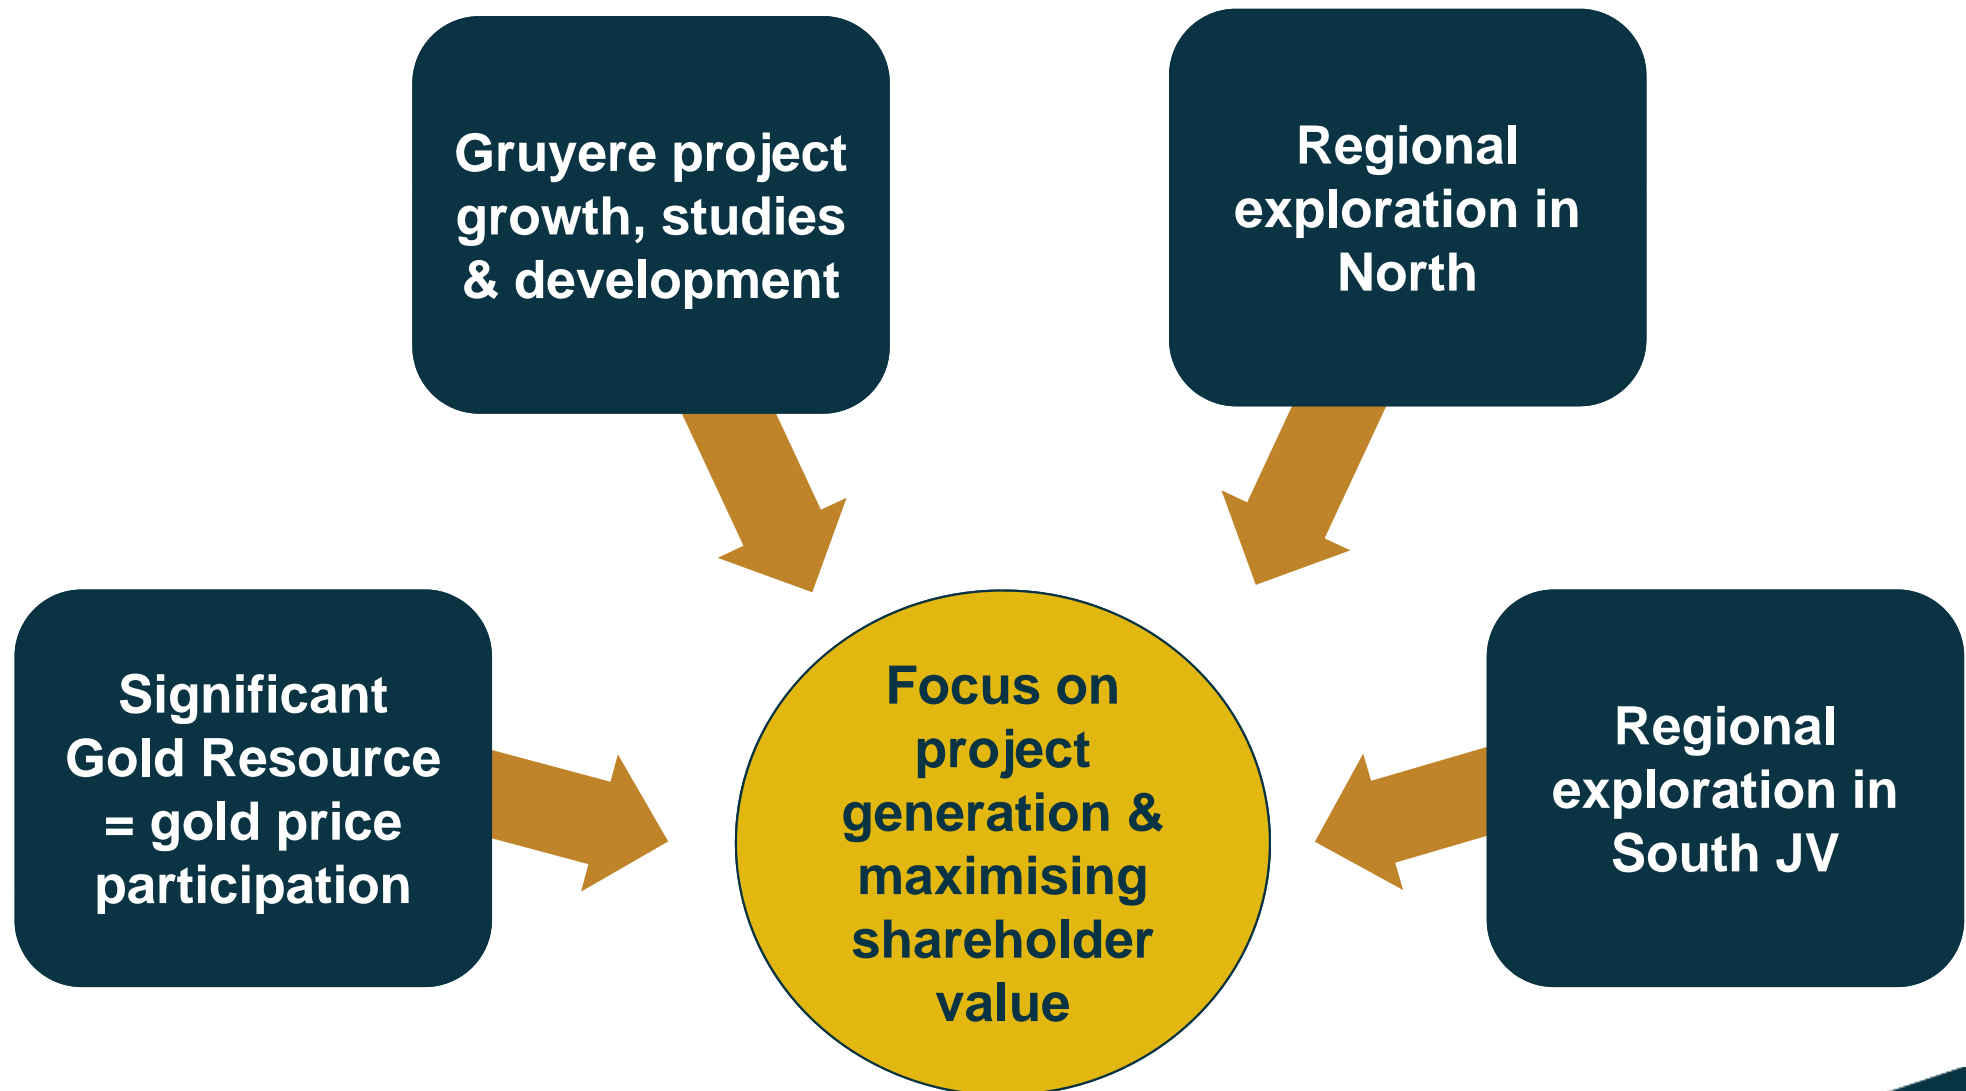 Gruyere project
growth, studies
& development
Regional
exploration in
North
Significant
Gold Resource
= gold price
participation
Focus on
project
generation &
maximising
shareholder
value
Regional
exploration in
South JV